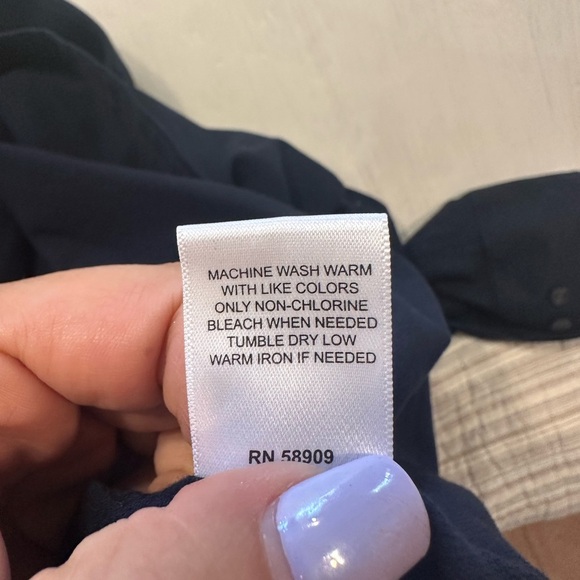 MACHINE WASH WARM
WITH LIKE COLORS
ONLY NON-CHLORINE
BLEACH WHEN NEEDED
TUMBLE DRY LOW
WARM IRON IF NEEDED
RN 58909